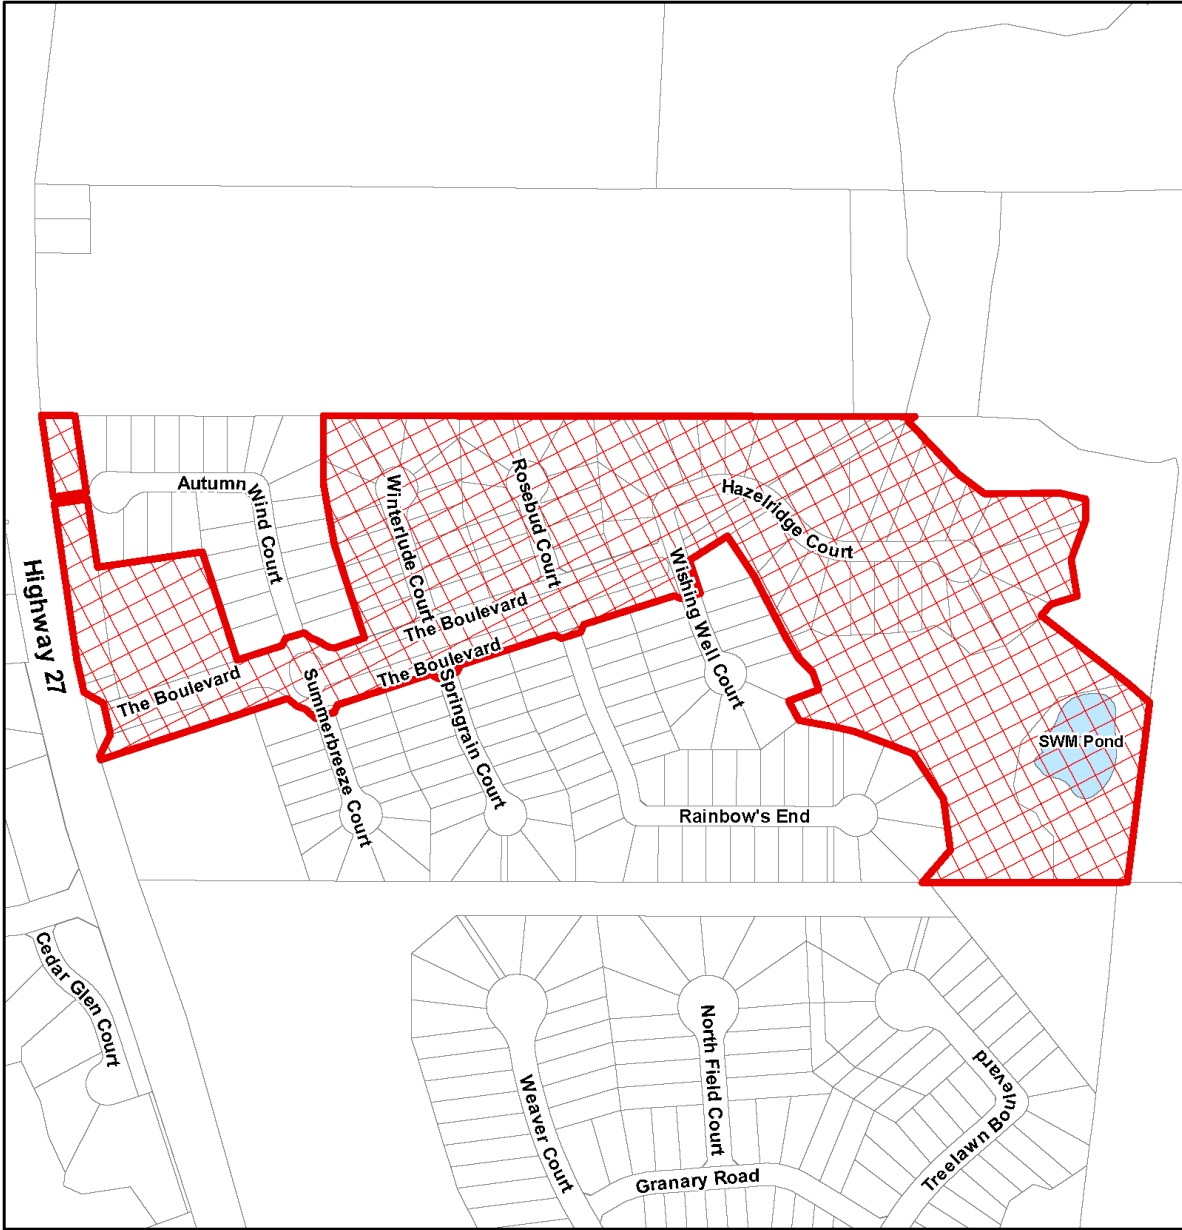 Autumn
Wind Court
Winterlude Court
Rosebud Court
Hazelridge Court
Highway 27
Wishing Well Court
The Boulevard
The Boulevard
The Boulevard
Summerbreeze Court
Springrain Court
SWM Pond
Rainbow's End
Cedar Glen Court
Weaver Court
North Field Court
Granary Road
Treelawn Boulevard